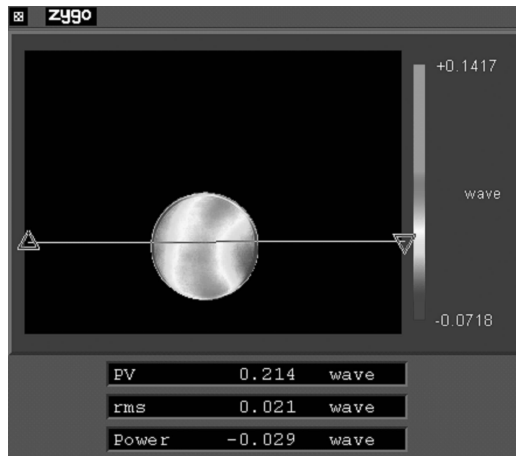 zygo
+0.1417
wave
-0.0718
PV 0.214 wave
rms 0.021 wave
Power -0.029 wave